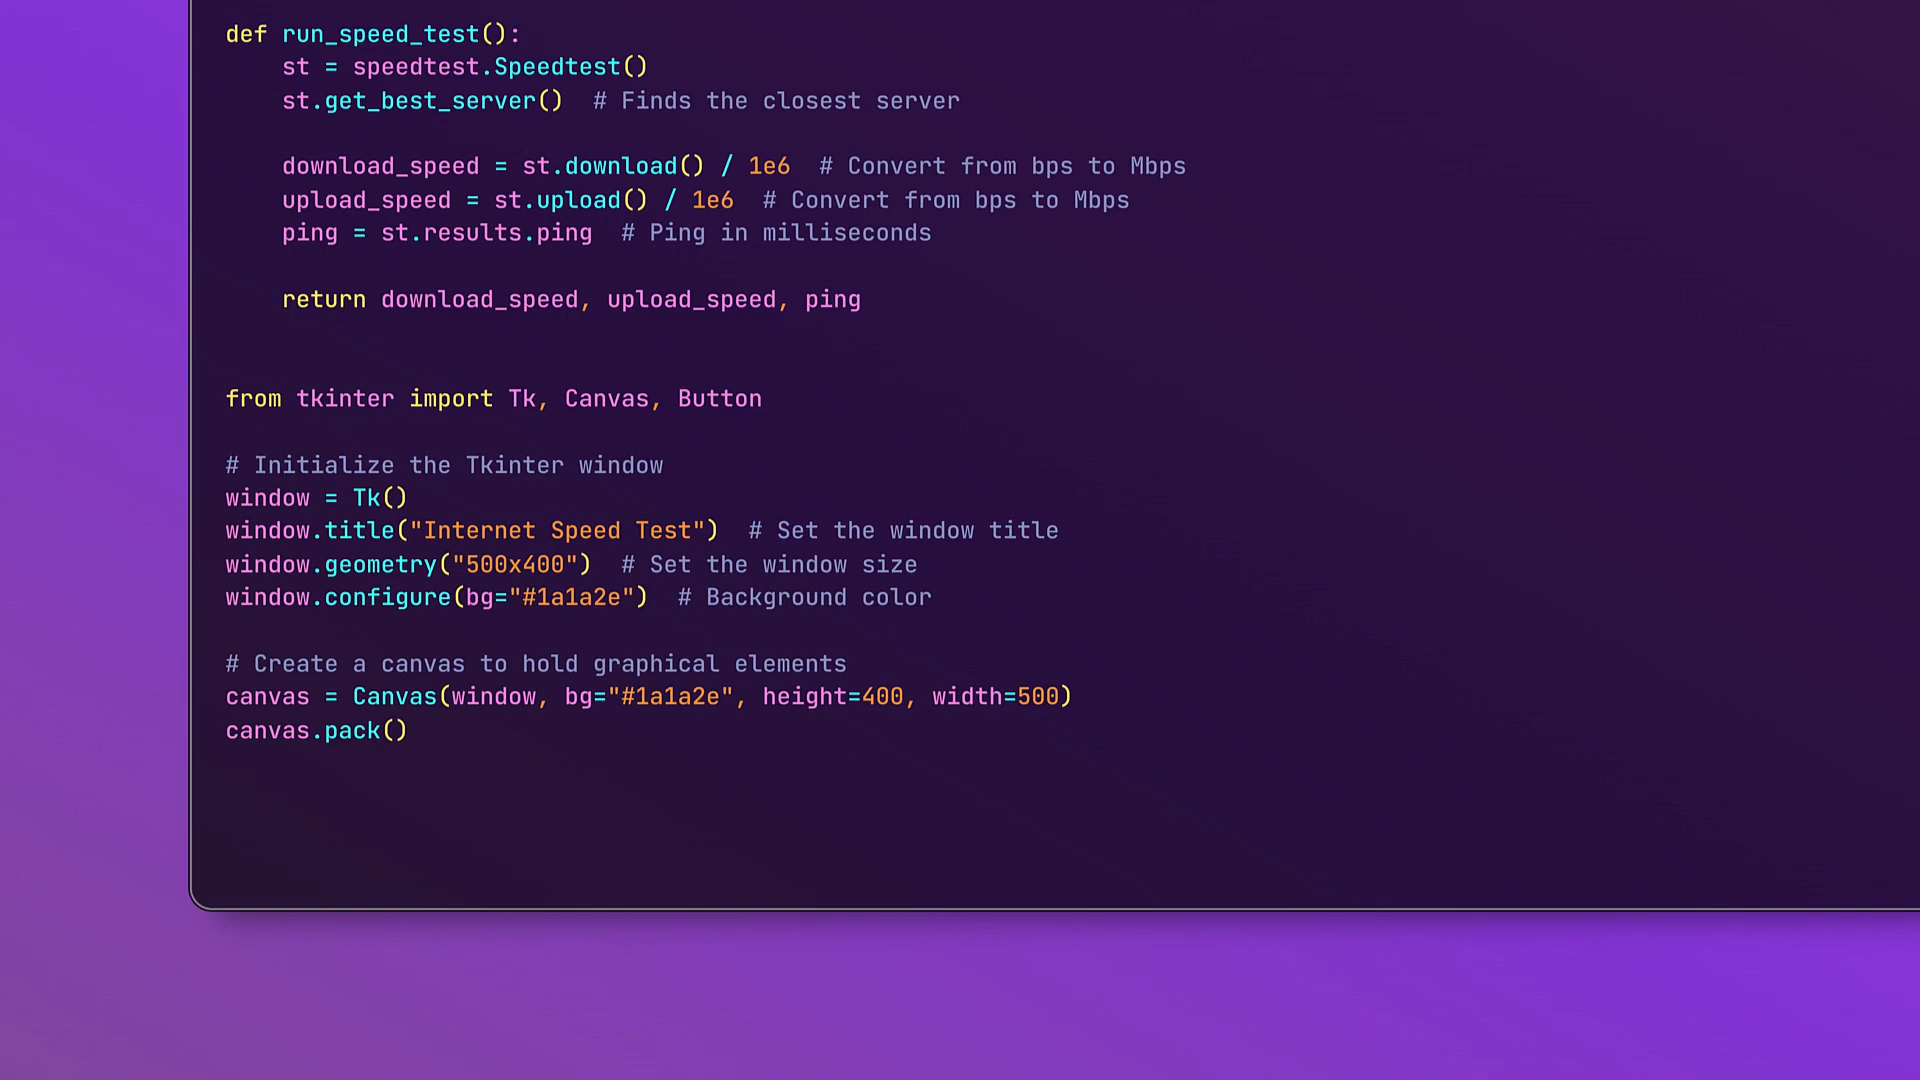 def run_speed_test():
    st = speedtest.Speedtest()
    st.get_best_server()  # Finds the closest server

    download_speed = st.download() / 1e6  # Convert from bps to Mbps
    upload_speed = st.upload() / 1e6  # Convert from bps to Mbps
    ping = st.results.ping  # Ping in milliseconds

    return download_speed, upload_speed, ping


from tkinter import Tk, Canvas, Button

# Initialize the Tkinter window
window = Tk()
window.title("Internet Speed Test")  # Set the window title
window.geometry("500x400")  # Set the window size
window.configure(bg="#1a1a2e")  # Background color

# Create a canvas to hold graphical elements
canvas = Canvas(window, bg="#1a1a2e", height=400, width=500)
canvas.pack()